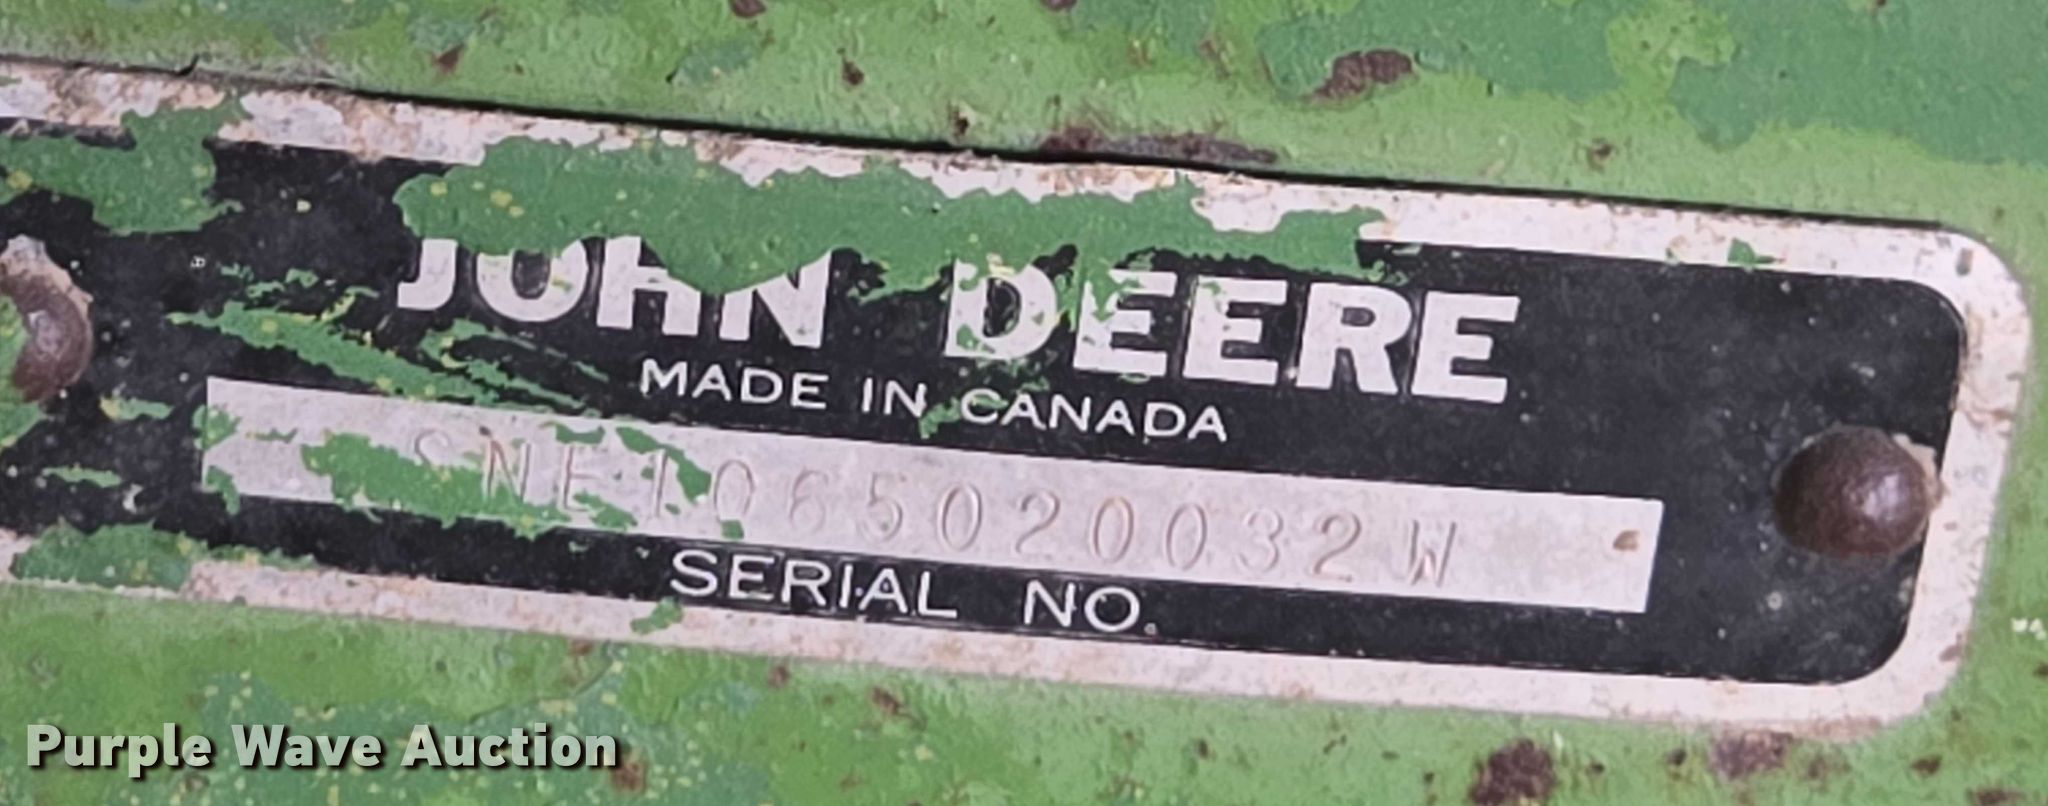 JOHN DEERE
MADE IN CANADA
SNE1065020032W
SERIAL NO.
Purple Wave Auction